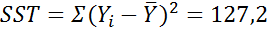 SST = Σ(Yᵢ − Ȳ)² = 127,2